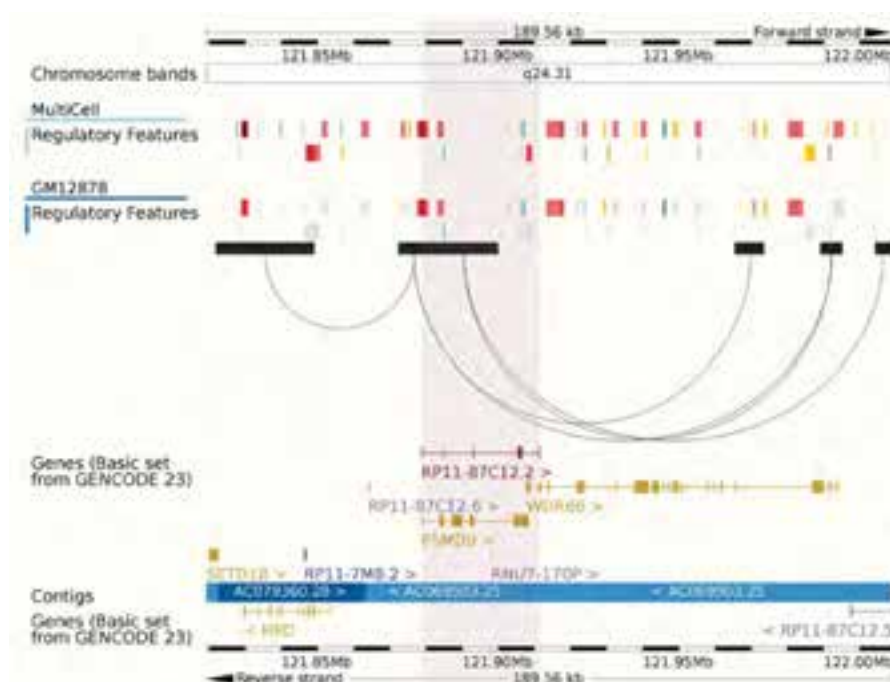 189.56 kb Forward strand
121.85Mb 121.90Mb 121.95Mb 122.00Mb
Chromosome bands q24.31
MultiCell
Regulatory Features
GM12878
Regulatory Features
Genes (Basic set
from GENCODE 23)
RP11-87C12.2 >
RP11-87C12.6 > WDR66 >
PSMD9 >
SETD1B > RP11-7M8.2 > RNU7-170P >
Contigs AC079360.28 > < AC069503.25 < AC069503.25
Genes (Basic set
from GENCODE 23)
< HPD < RP11-87C12.5
121.85Mb 121.90Mb 121.95Mb 122.00Mb
Reverse strand 189.56 kb